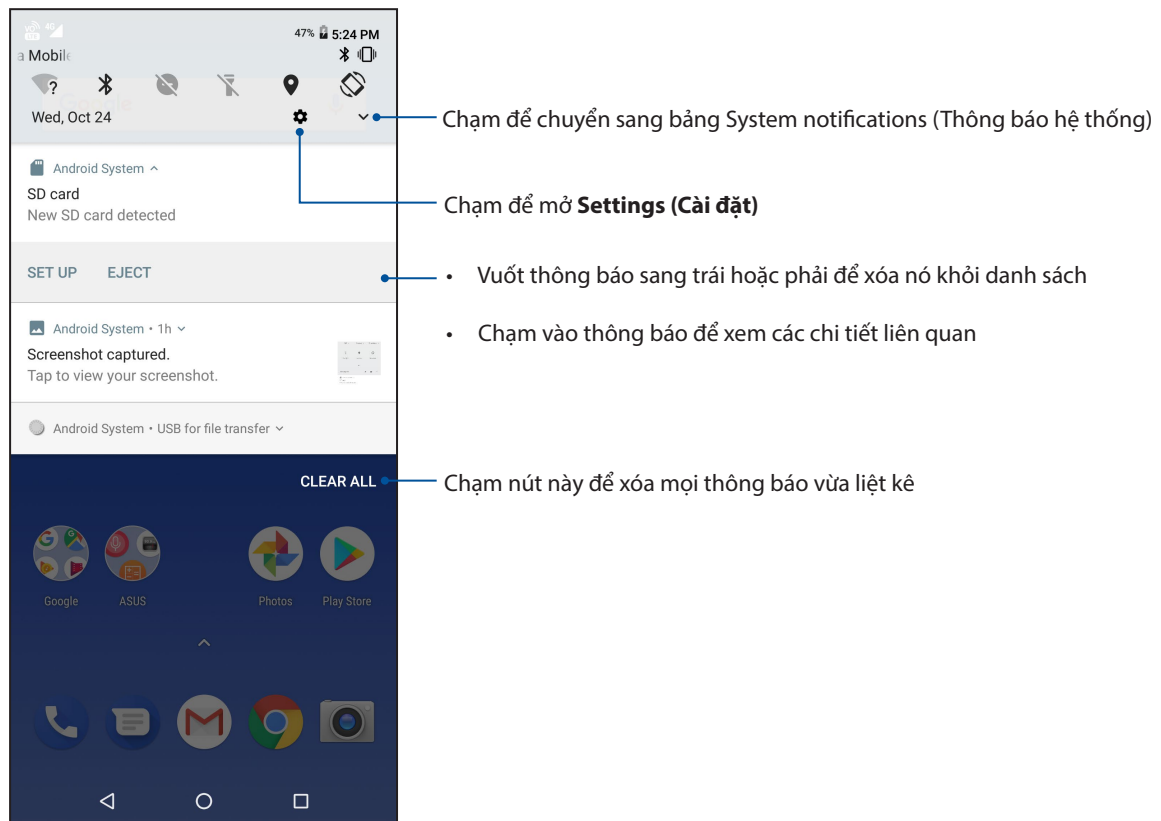 VoD LTE 4G 47% 5:24 PM
a Mobile
?
Google
Wed, Oct 24
Chạm để chuyển sang bảng System notifications (Thông báo hệ thống)
Android System
SD card
New SD card detected
Chạm để mở Settings (Cài đặt)
SET UP EJECT
• Vuốt thông báo sang trái hoặc phải để xóa nó khỏi danh sách
• Chạm vào thông báo để xem các chi tiết liên quan
Android System • 1h
Screenshot captured.
Tap to view your screenshot.
Android System • USB for file transfer
CLEAR ALL
Chạm nút này để xóa mọi thông báo vừa liệt kê
Google ASUS Photos Play Store